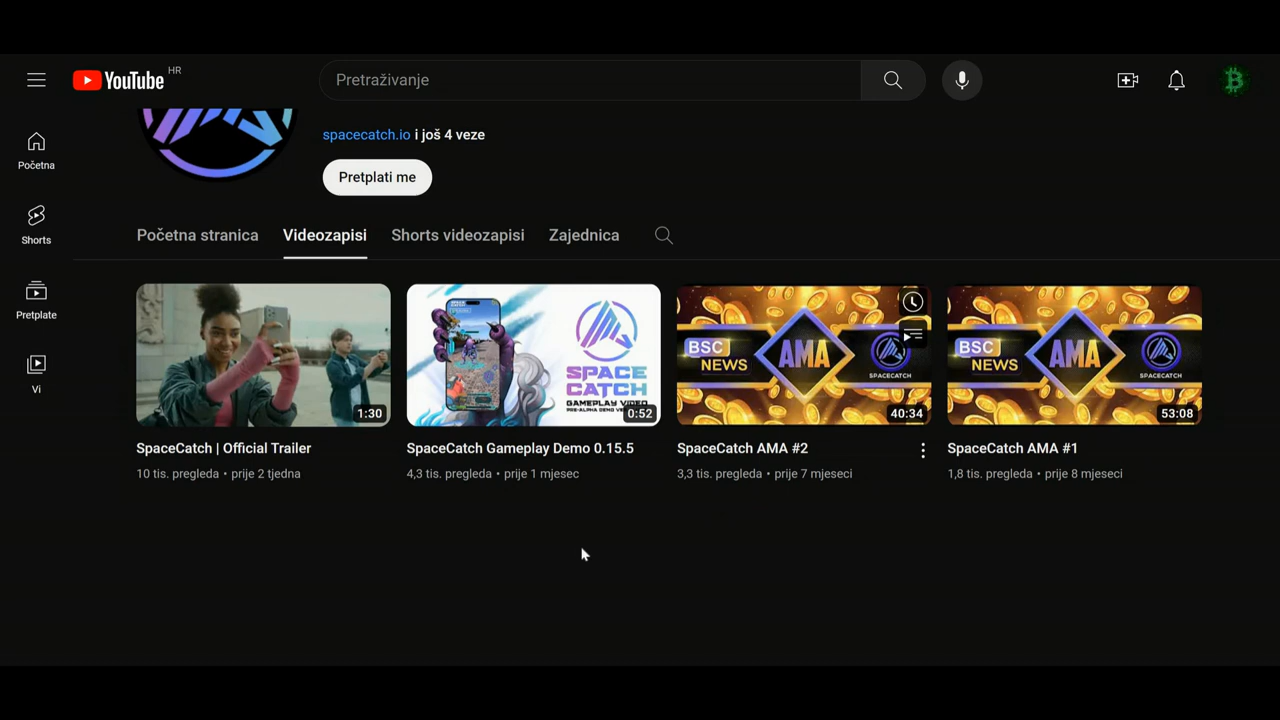 YouTube HR
Pretraživanje
spacecatch.io i još 4 veze
Pretplati me
Početna
Shorts
Pretplate
Vi
Početna stranica
Videozapisi
Shorts videozapisi
Zajednica
1:30
SPACE
CATCH
GAMEPLAY VIDEO
PRE-ALPHA DEMO
0:52
BSC
NEWS
AMA
SPACECATCH
40:34
BSC
NEWS
AMA
SPACECATCH
53:08
SpaceCatch | Official Trailer
10 tis. pregleda • prije 2 tjedna
SpaceCatch Gameplay Demo 0.15.5
4,3 tis. pregleda • prije 1 mjesec
SpaceCatch AMA #2
3,3 tis. pregleda • prije 7 mjeseci
SpaceCatch AMA #1
1,8 tis. pregleda • prije 8 mjeseci